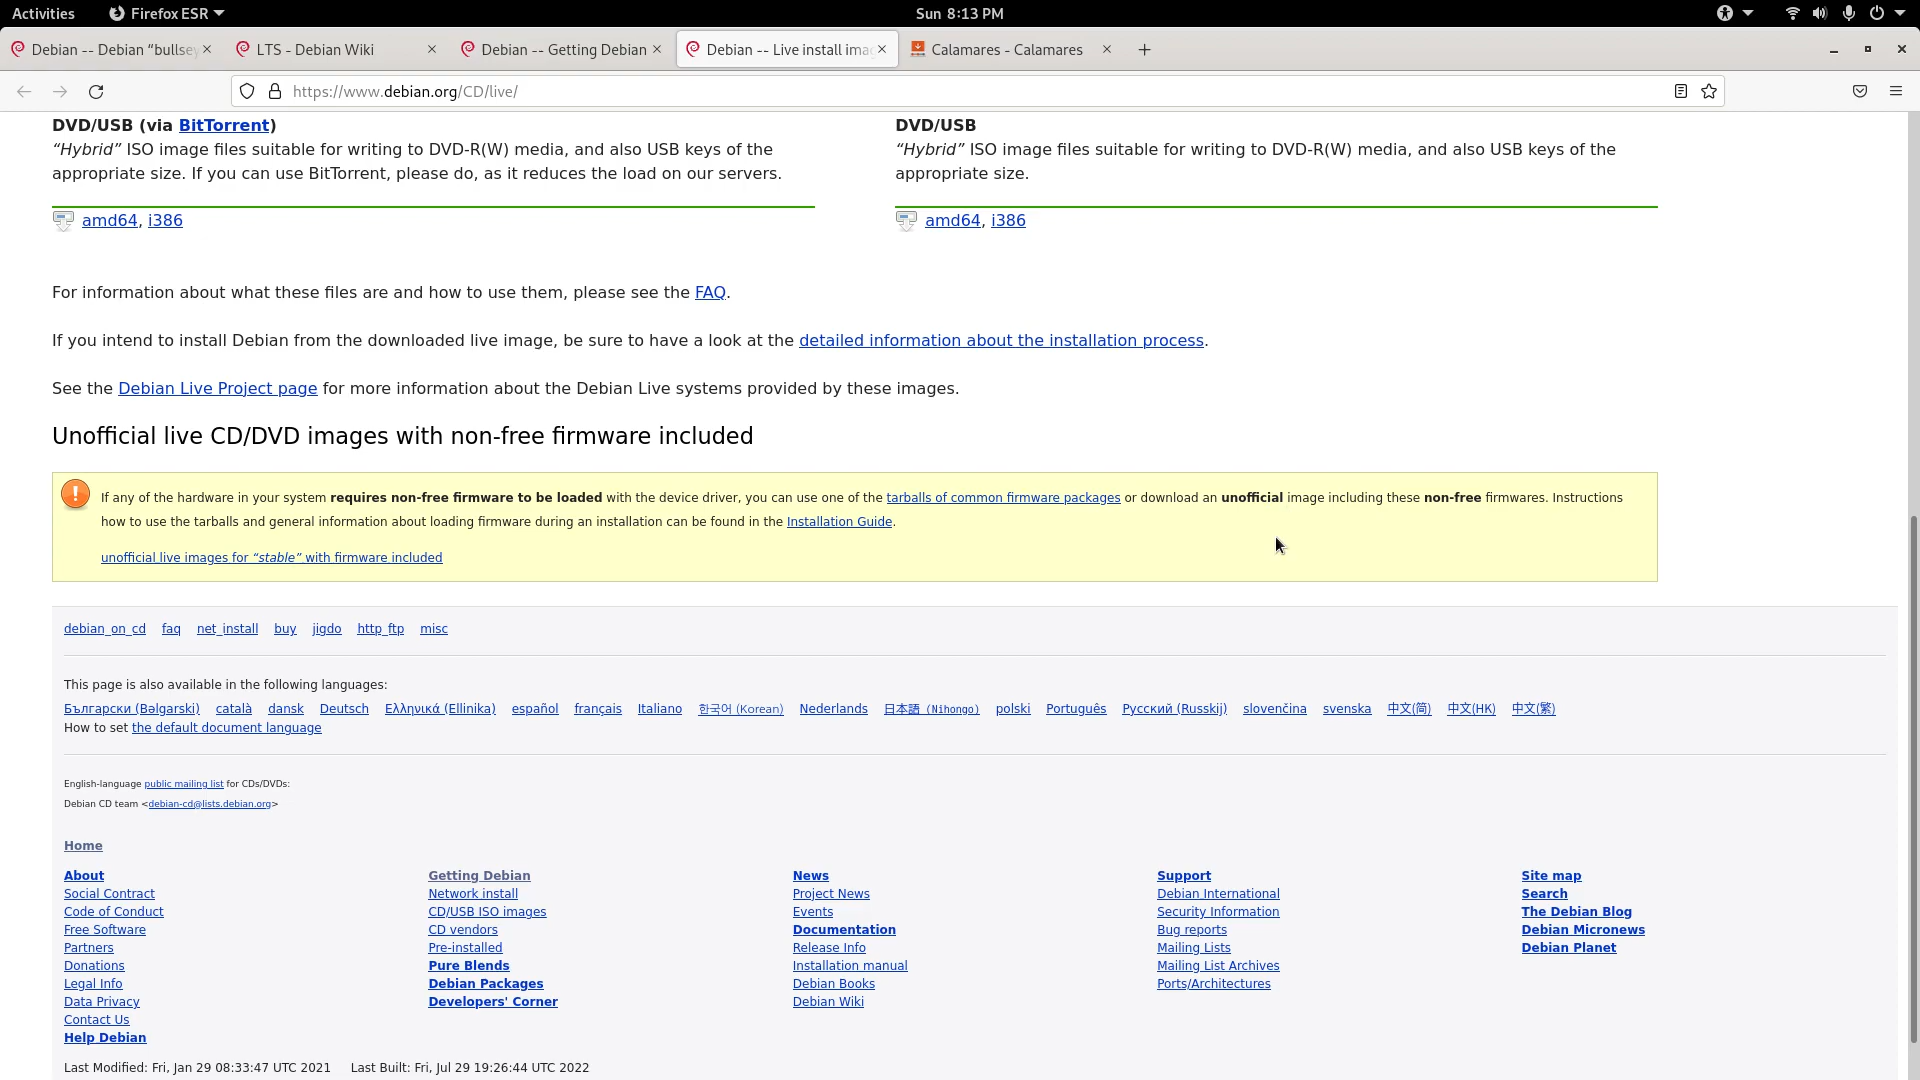 Activities Firefox ESR Sun 8:13 PM
Debian -- Debian “bullsey LTS - Debian Wiki Debian -- Getting Debian Debian -- Live install ima Calamares - Calamares
https://www.debian.org/CD/live/
DVD/USB (via BitTorrent)
“Hybrid” ISO image files suitable for writing to DVD-R(W) media, and also USB keys of the
appropriate size. If you can use BitTorrent, please do, as it reduces the load on our servers.
amd64, i386
DVD/USB
“Hybrid” ISO image files suitable for writing to DVD-R(W) media, and also USB keys of the
appropriate size.
amd64, i386
For information about what these files are and how to use them, please see the FAQ.
If you intend to install Debian from the downloaded live image, be sure to have a look at the detailed information about the installation process.
See the Debian Live Project page for more information about the Debian Live systems provided by these images.
Unofficial live CD/DVD images with non-free firmware included
If any of the hardware in your system requires non-free firmware to be loaded with the device driver, you can use one of the tarballs of common firmware packages or download an unofficial image including these non-free firmwares. Instructions
how to use the tarballs and general information about loading firmware during an installation can be found in the Installation Guide.
unofficial live images for “stable” with firmware included
debian_on_cd faq net_install buy jigdo http_ftp misc
This page is also available in the following languages:
Български (Bəlgarski) català dansk Deutsch Ελληνικά (Ellinika) español français Italiano 한국어 (Korean) Nederlands 日本語 (Nihongo) polski Português Русский (Russkij) slovenčina svenska 中文(简) 中文(HK) 中文(繁)
How to set the default document language
English-language public mailing list for CDs/DVDs:
Debian CD team <debian-cd@lists.debian.org>
Home
About
Social Contract
Code of Conduct
Free Software
Partners
Donations
Legal Info
Data Privacy
Contact Us
Help Debian
Getting Debian
Network install
CD/USB ISO images
CD vendors
Pre-installed
Pure Blends
Debian Packages
Developers' Corner
News
Project News
Events
Documentation
Release Info
Installation manual
Debian Books
Debian Wiki
Support
Debian International
Security Information
Bug reports
Mailing Lists
Mailing List Archives
Ports/Architectures
Site map
Search
The Debian Blog
Debian Micronews
Debian Planet
Last Modified: Fri, Jan 29 08:33:47 UTC 2021 Last Built: Fri, Jul 29 19:26:44 UTC 2022